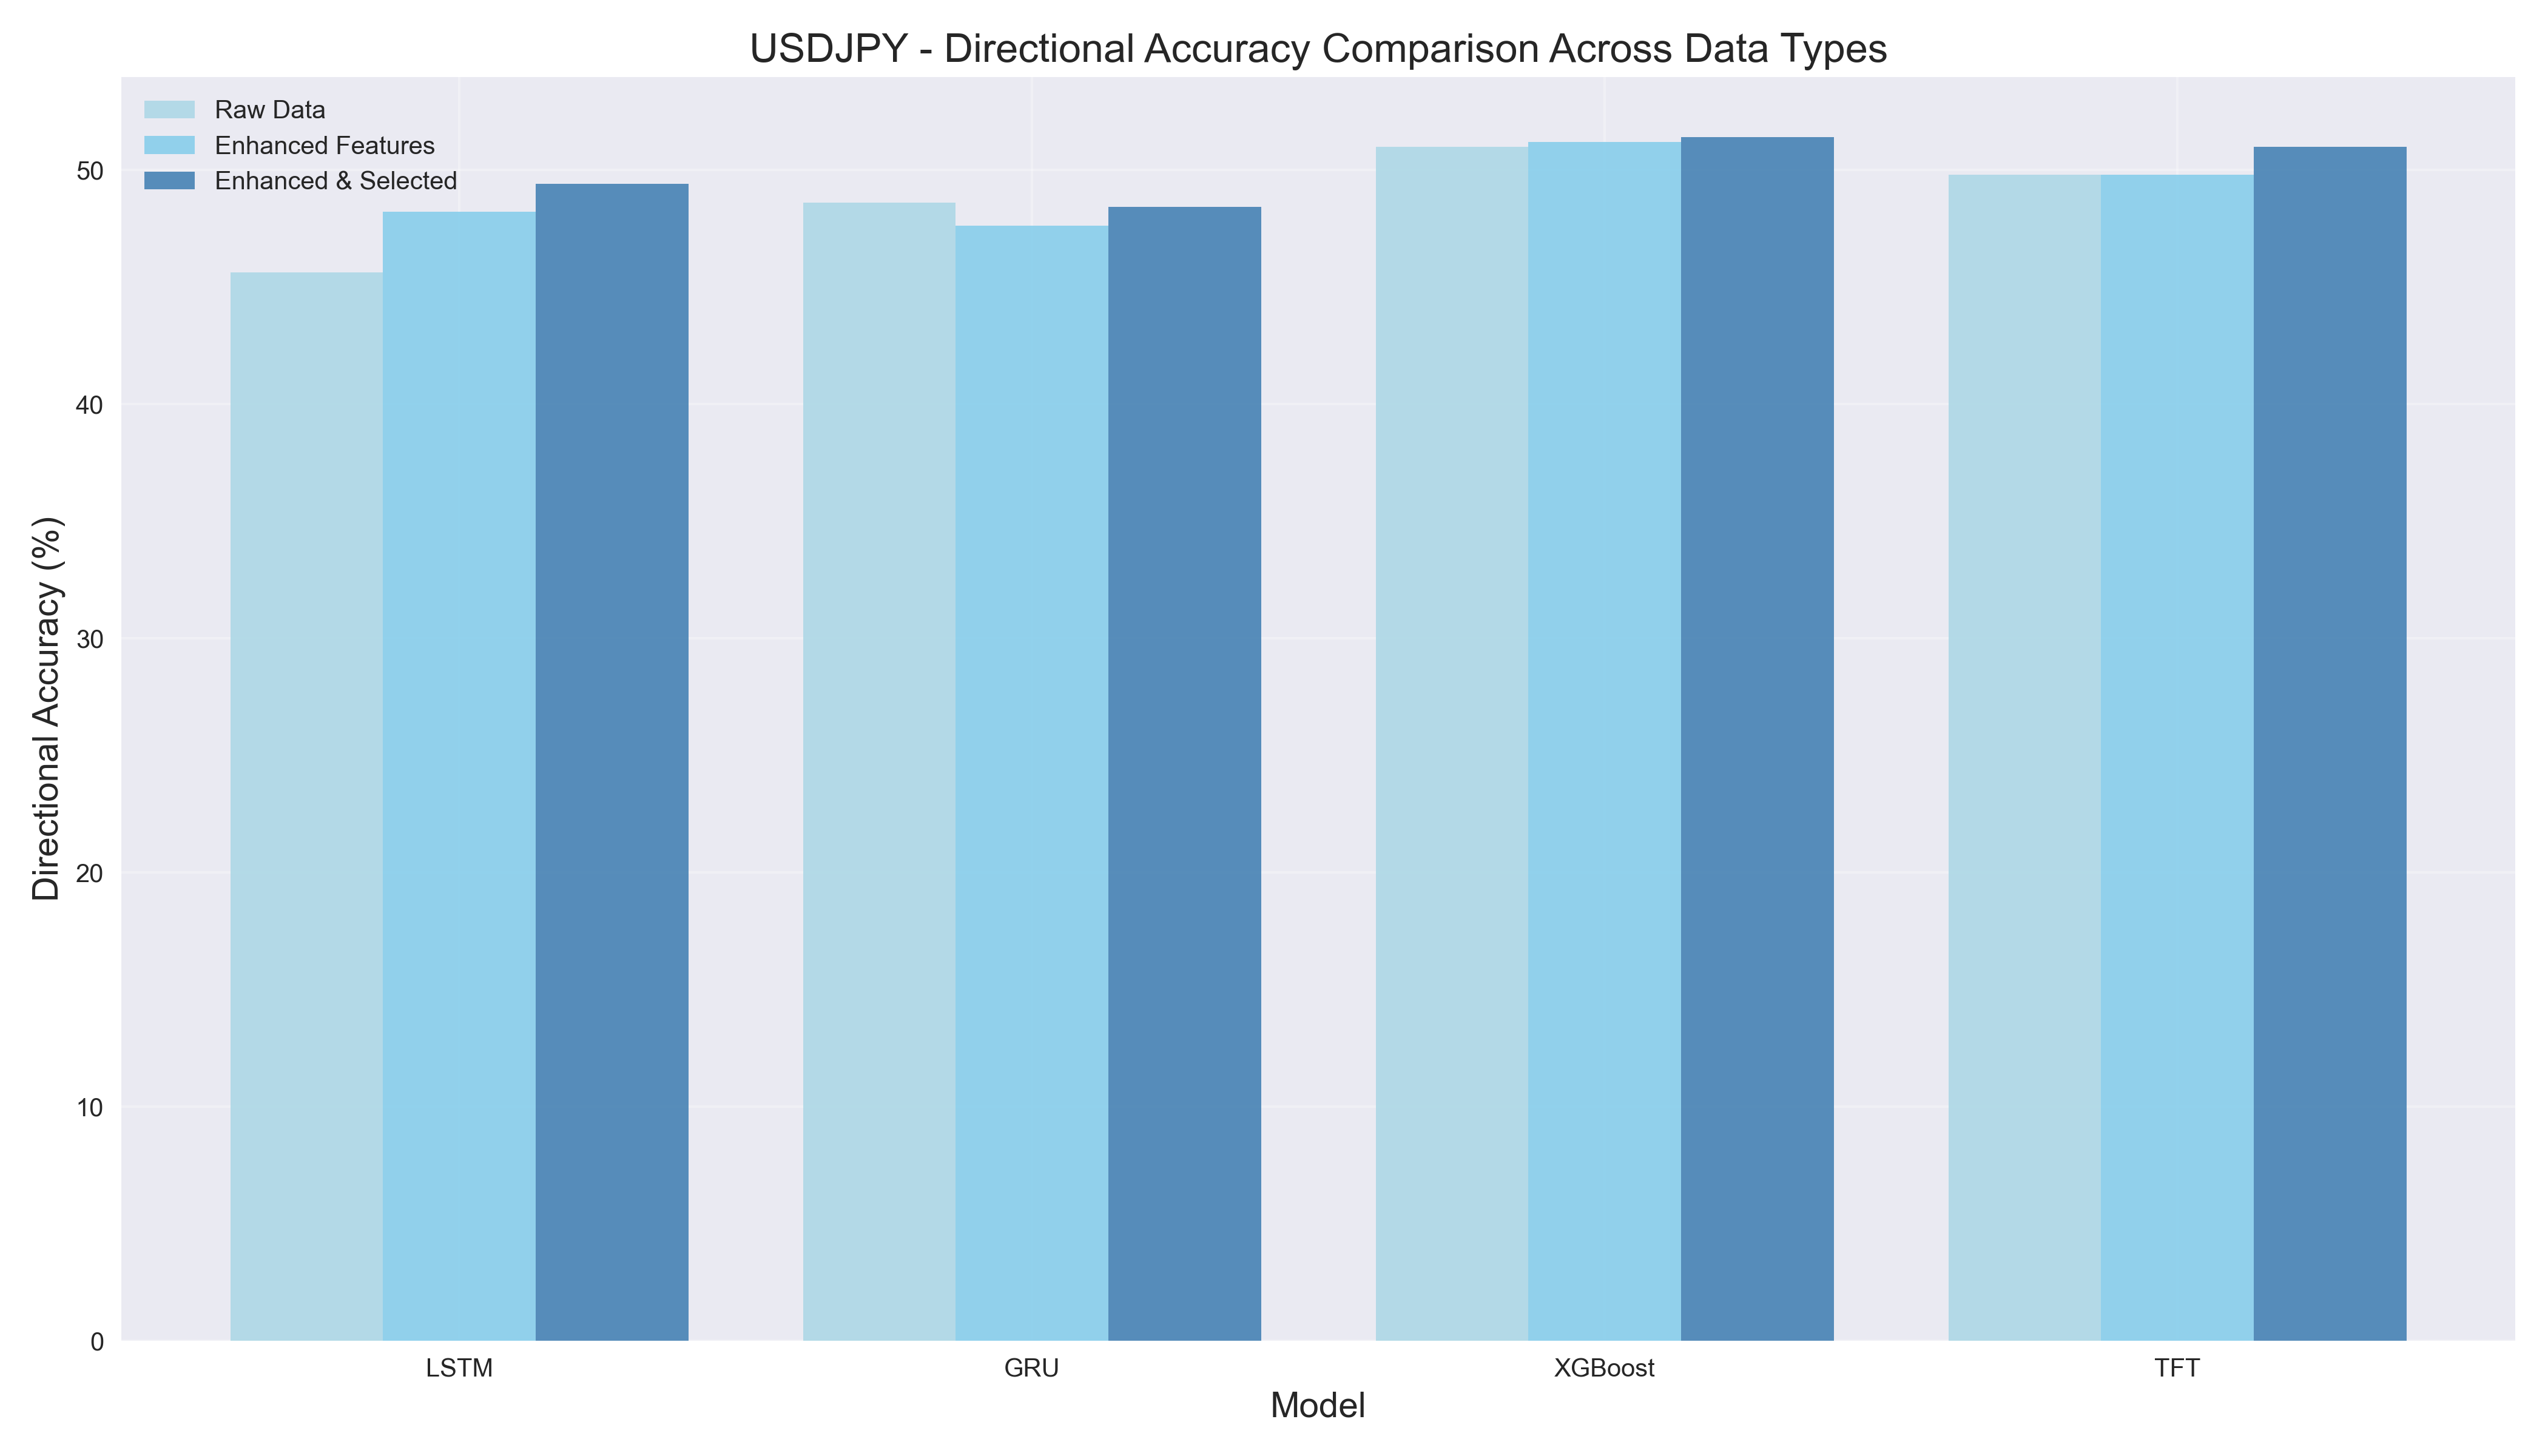 USDJPY - Directional Accuracy Comparison Across Data Types
Raw Data
Enhanced Features
Enhanced & Selected
Directional Accuracy (%)
50
40
30
20
10
0
LSTM GRU XGBoost TFT
Model